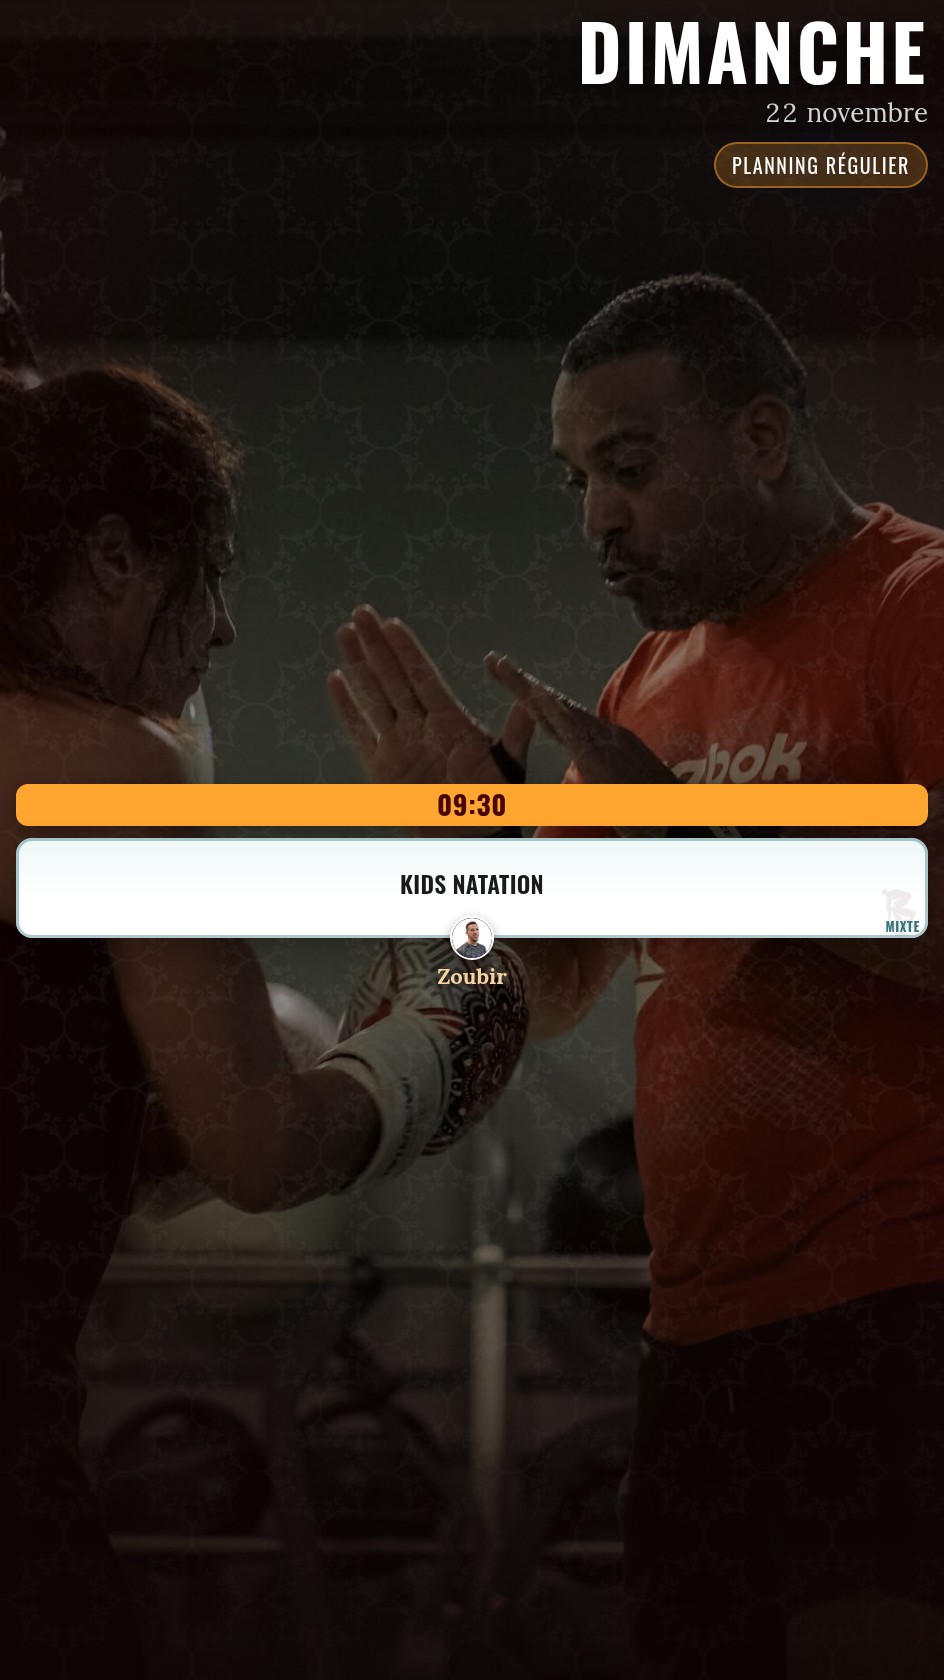 DIMANCHE
22 novembre
PLANNING RÉGULIER
09:30
KIDS NATATION
MIXTE
Zoubir